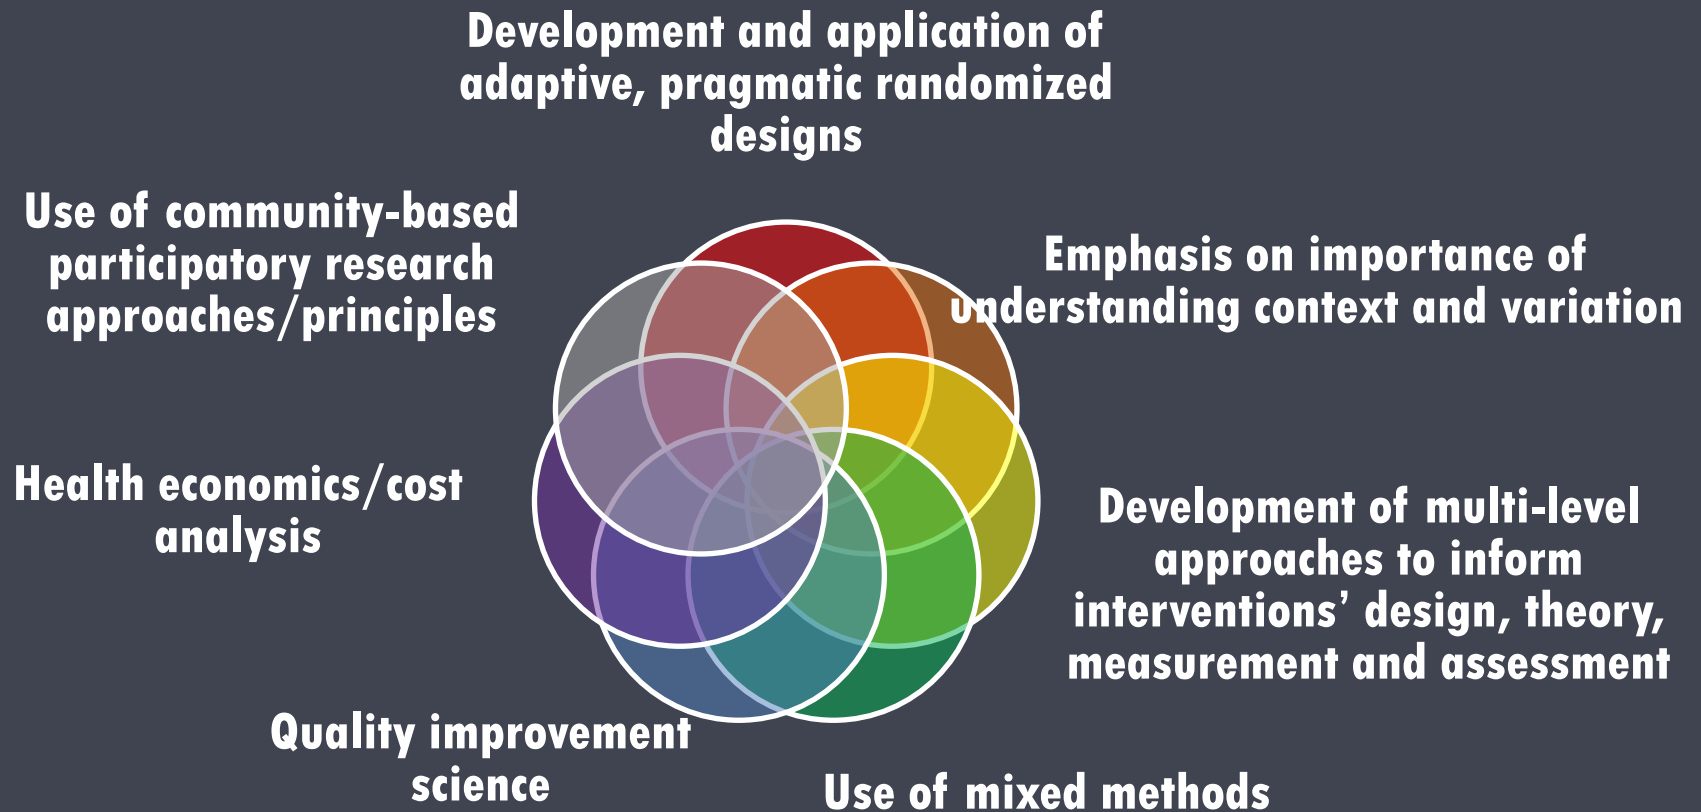 Development and application of
adaptive, pragmatic randomized
designs
Use of community-based
participatory research
approaches/principles
Emphasis on importance of
understanding context and variation
Health economics/cost
analysis
Development of multi-level
approaches to inform
interventions’ design, theory,
measurement and assessment
Quality improvement
science
Use of mixed methods